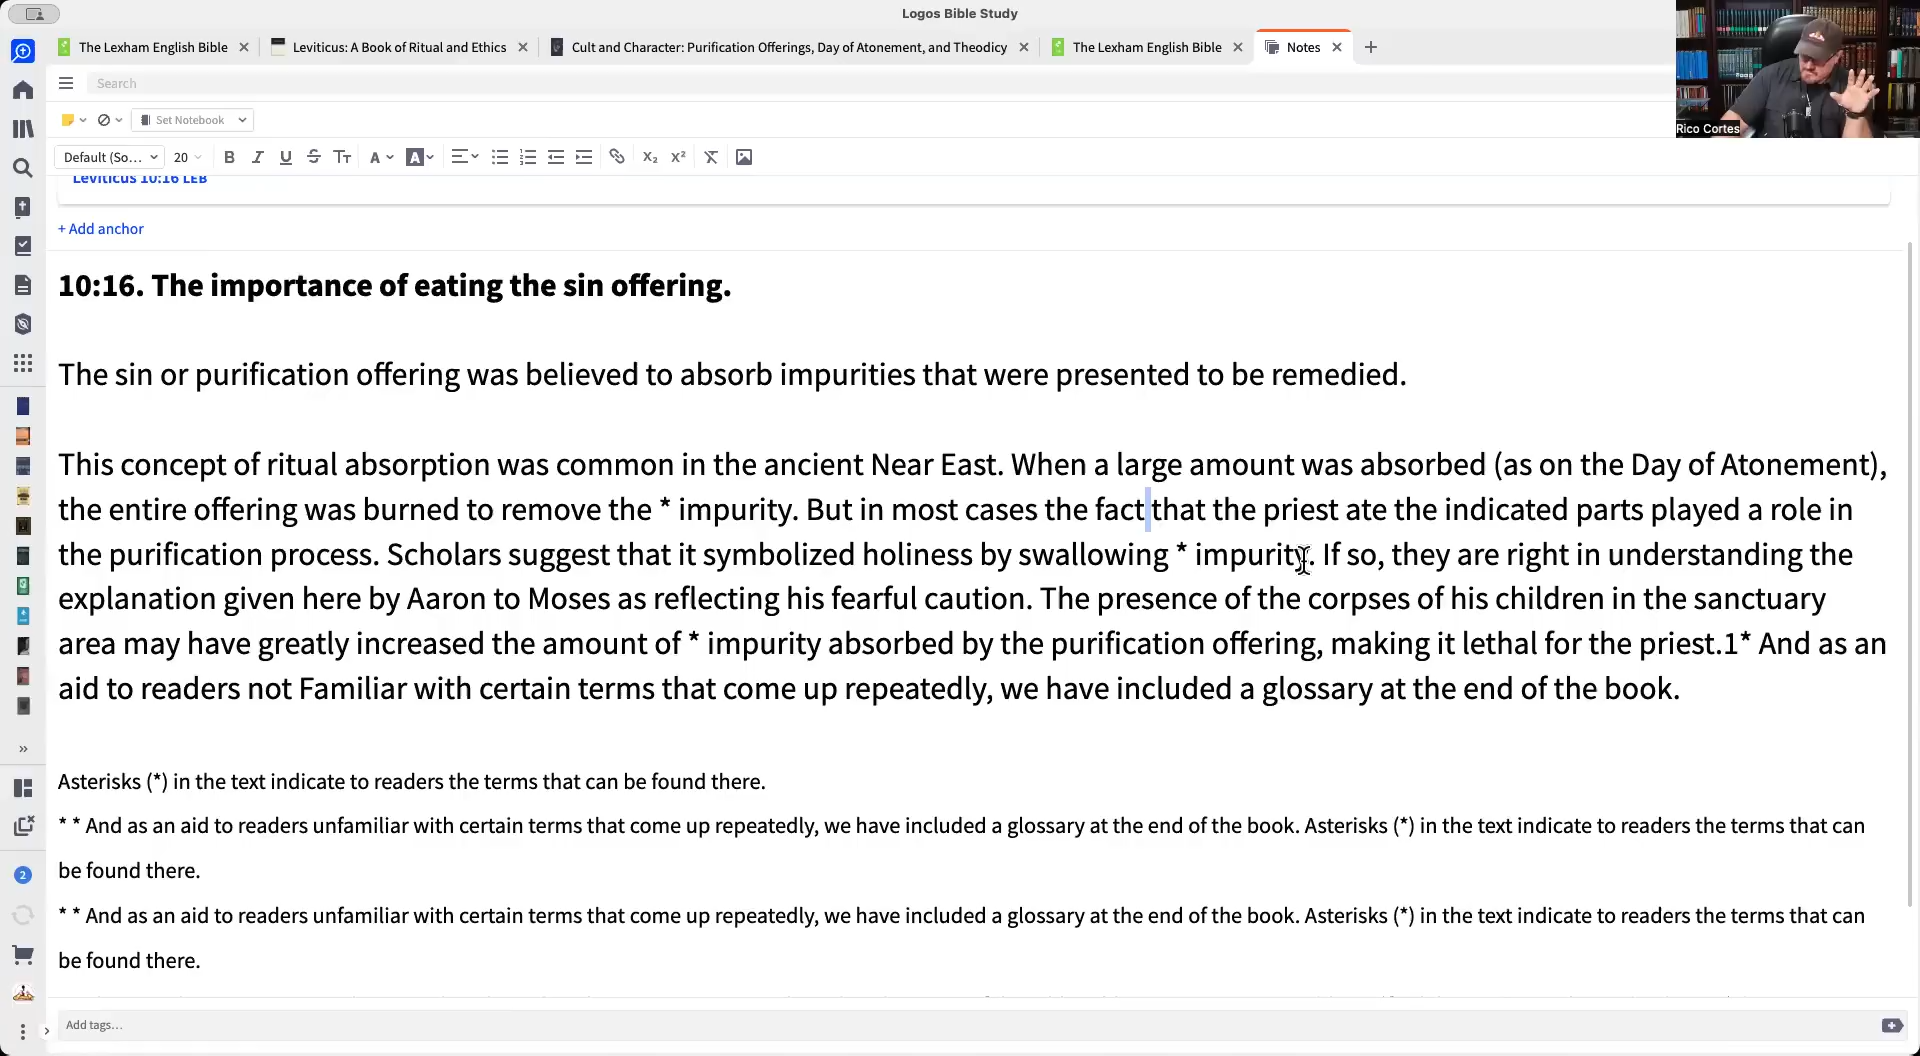 Logos Bible Study
The Lexham English Bible
Leviticus: A Book of Ritual and Ethics
Cult and Character: Purification Offerings, Day of Atonement, and Theodicy
The Lexham English Bible
Notes
Search
Rico Cortes
Set Notebook
Default (So...
20
Leviticus 10:16 LEB
+ Add anchor
10:16. The importance of eating the sin offering.
The sin or purification offering was believed to absorb impurities that were presented to be remedied.
This concept of ritual absorption was common in the ancient Near East. When a large amount was absorbed (as on the Day of Atonement),
the entire offering was burned to remove the * impurity. But in most cases the fact that the priest ate the indicated parts played a role in
the purification process. Scholars suggest that it symbolized holiness by swallowing * impurity. If so, they are right in understanding the
explanation given here by Aaron to Moses as reflecting his fearful caution. The presence of the corpses of his children in the sanctuary
area may have greatly increased the amount of * impurity absorbed by the purification offering, making it lethal for the priest.1* And as an
aid to readers not Familiar with certain terms that come up repeatedly, we have included a glossary at the end of the book.
Asterisks (*) in the text indicate to readers the terms that can be found there.
* * And as an aid to readers unfamiliar with certain terms that come up repeatedly, we have included a glossary at the end of the book. Asterisks (*) in the text indicate to readers the terms that can
be found there.
* * And as an aid to readers unfamiliar with certain terms that come up repeatedly, we have included a glossary at the end of the book. Asterisks (*) in the text indicate to readers the terms that can
be found there.
2
Add tags...